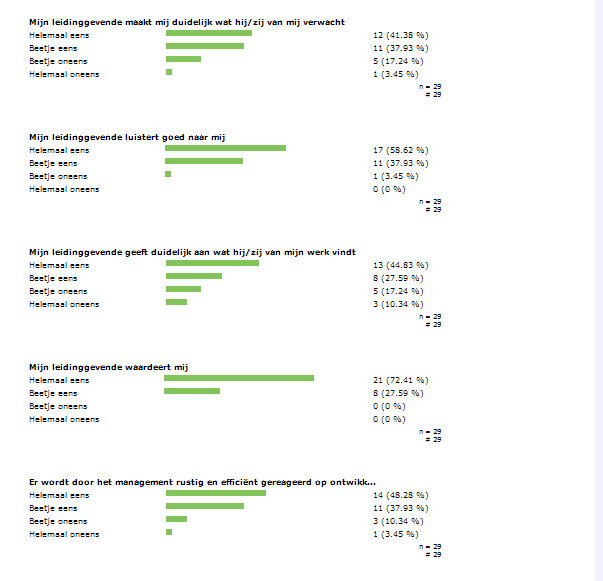 Mijn leidinggevende maakt mij duidelijk wat hij/zij van mij verwacht
Helemaal eens 12 (41.38 %)
Beetje eens 11 (37.93 %)
Beetje oneens 5 (17.24 %)
Helemaal oneens 1 (3.45 %)
n = 29
# 29
Mijn leidinggevende luistert goed naar mij
Helemaal eens 17 (58.62 %)
Beetje eens 11 (37.93 %)
Beetje oneens 1 (3.45 %)
Helemaal oneens 0 (0 %)
n = 29
# 29
Mijn leidinggevende geeft duidelijk aan wat hij/zij van mijn werk vindt
Helemaal eens 13 (44.83 %)
Beetje eens 8 (27.59 %)
Beetje oneens 5 (17.24 %)
Helemaal oneens 3 (10.34 %)
n = 29
# 29
Mijn leidinggevende waardeert mij
Helemaal eens 21 (72.41 %)
Beetje eens 8 (27.59 %)
Beetje oneens 0 (0 %)
Helemaal oneens 0 (0 %)
n = 29
# 29
Er wordt door het management rustig en efficiënt gereageerd op ontwikk...
Helemaal eens 14 (48.28 %)
Beetje eens 11 (37.93 %)
Beetje oneens 3 (10.34 %)
Helemaal oneens 1 (3.45 %)
n = 29
# 29